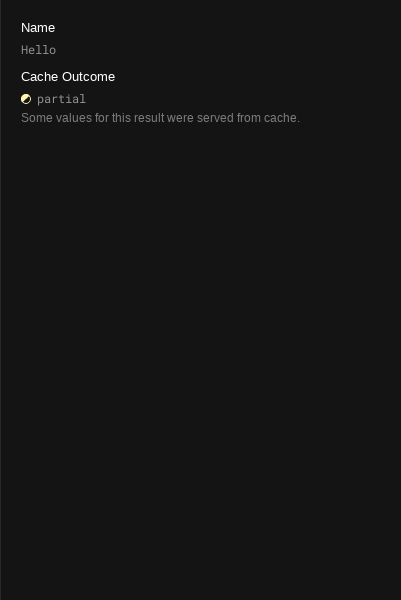 Name
Hello
Cache Outcome
partial
Some values for this result were served from cache.